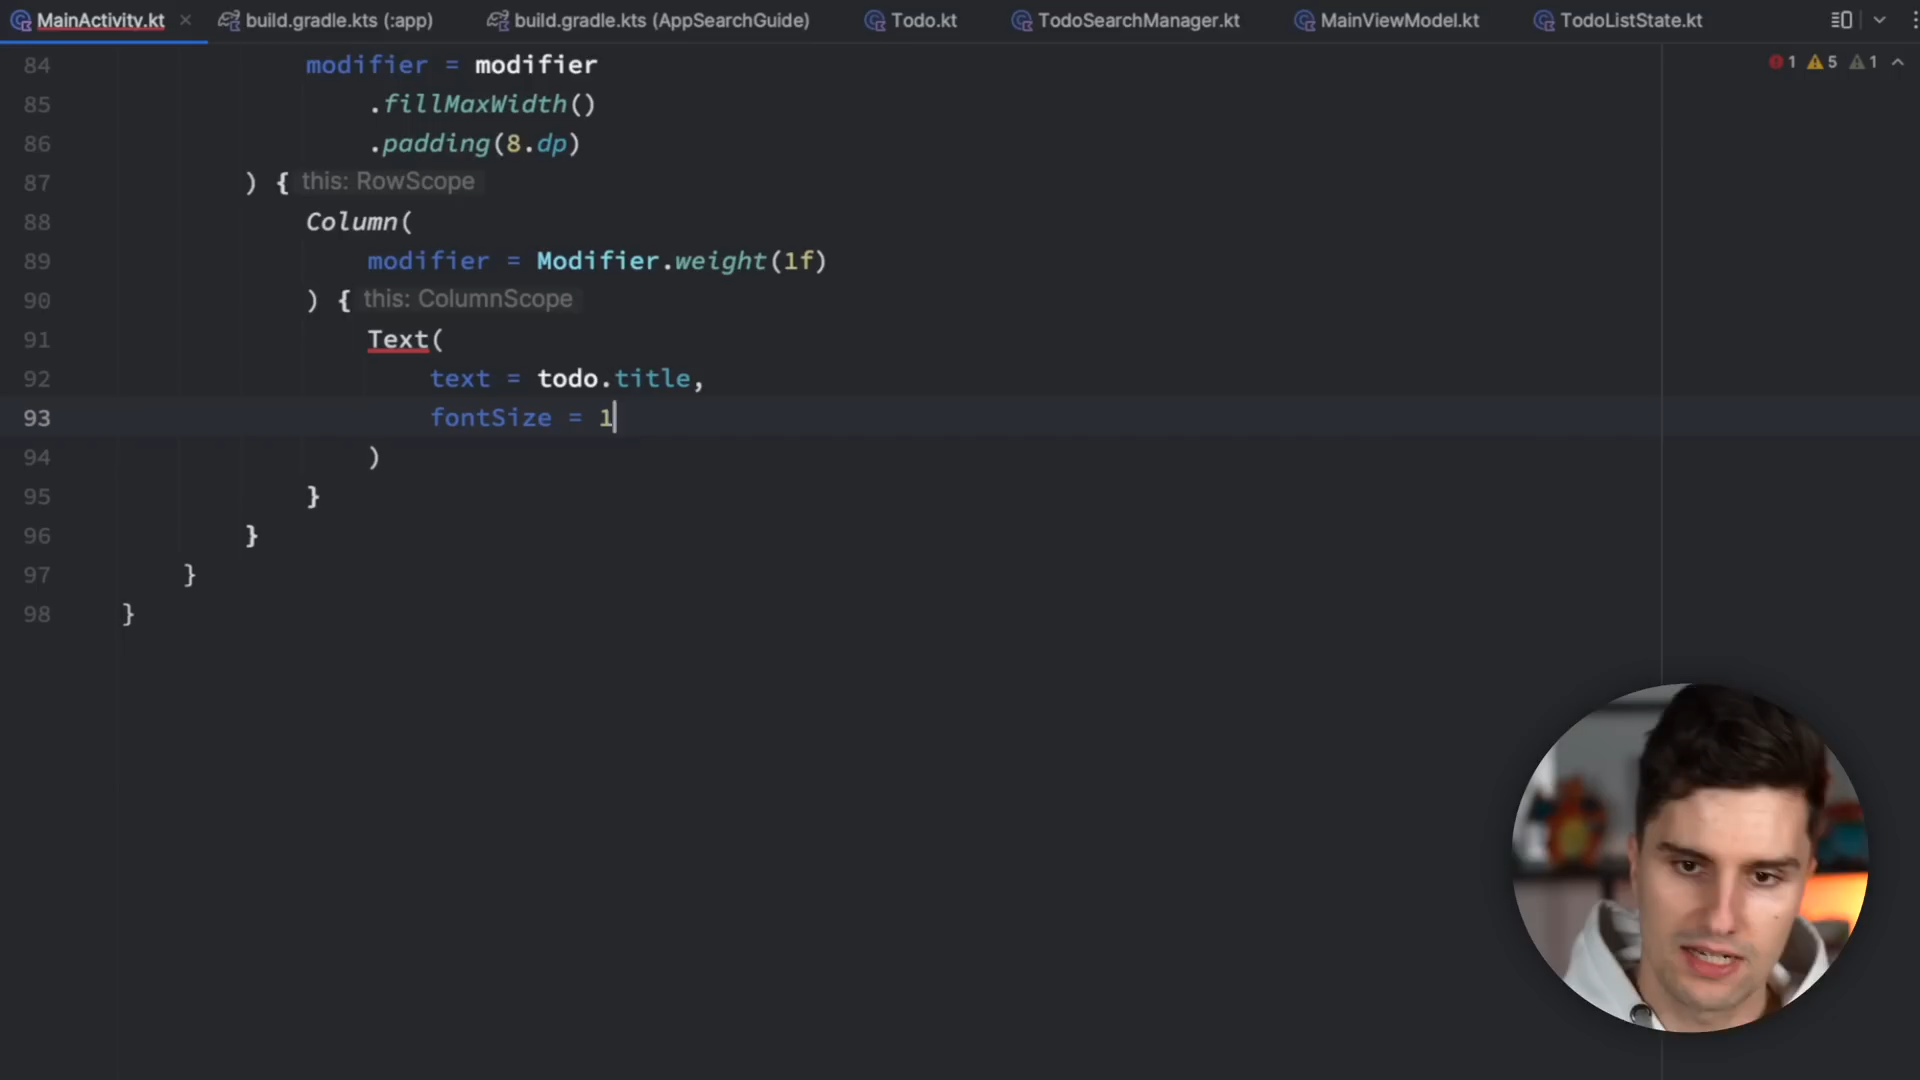 MainActivity.kt build.gradle.kts (:app) build.gradle.kts (AppSearchGuide) Todo.kt TodoSearchManager.kt MainViewModel.kt TodoListState.kt
1 5 1
84 modifier = modifier
85 .fillMaxWidth()
86 .padding(8.dp)
87 ) { this: RowScope
88 Column(
89 modifier = Modifier.weight(1f)
90 ) { this: ColumnScope
91 Text(
92 text = todo.title,
93 fontSize = 1
94 )
95 }
96 }
97 }
98 }